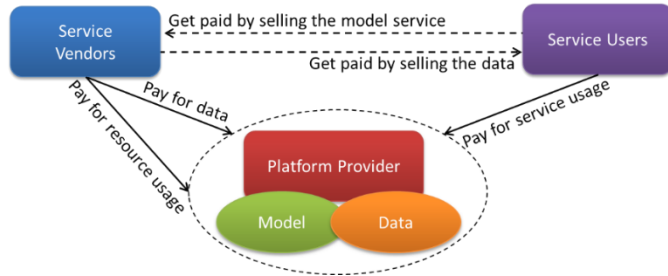 Service
Vendors
Get paid by selling the model service
Get paid by selling the data
Service Users
Pay for data
Pay for resource usage
Pay for service usage
Platform Provider
Model
Data